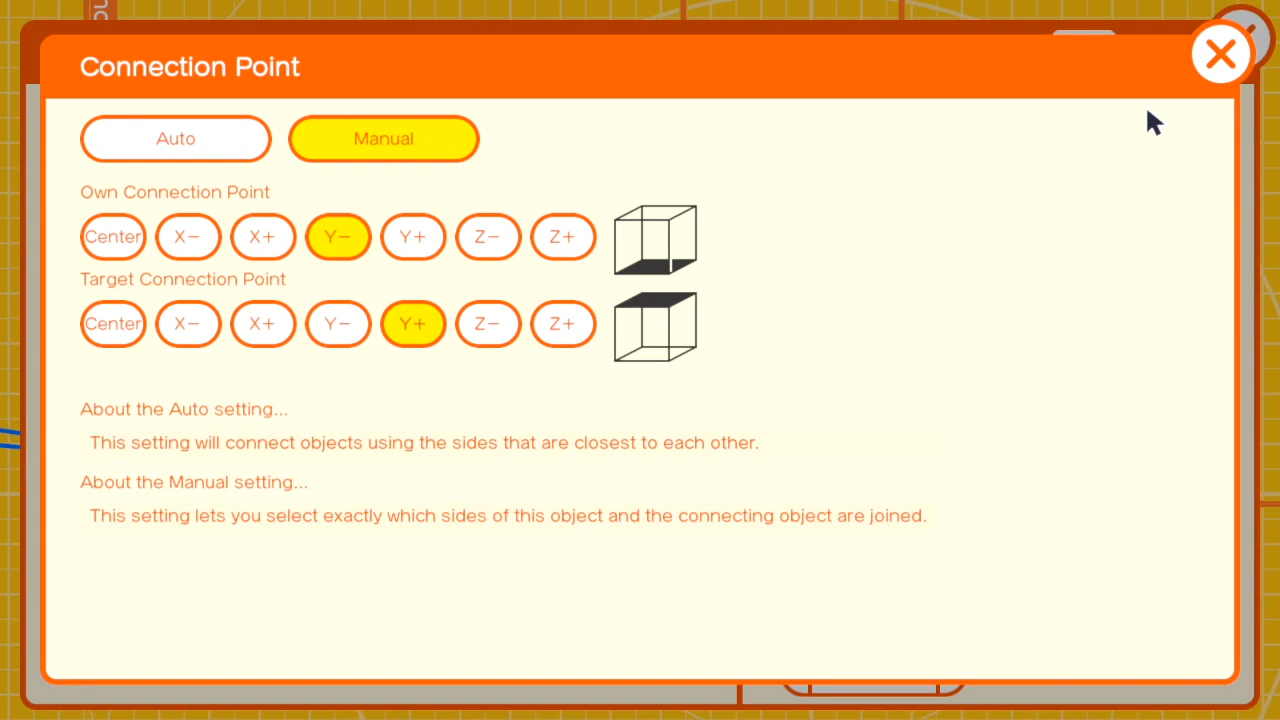 Connection Point
Auto Manual
Own Connection Point
Center X− X+ Y− Y+ Z− Z+
Target Connection Point
Center X− X+ Y− Y+ Z− Z+
About the Auto setting...
This setting will connect objects using the sides that are closest to each other.
About the Manual setting...
This setting lets you select exactly which sides of this object and the connecting object are joined.